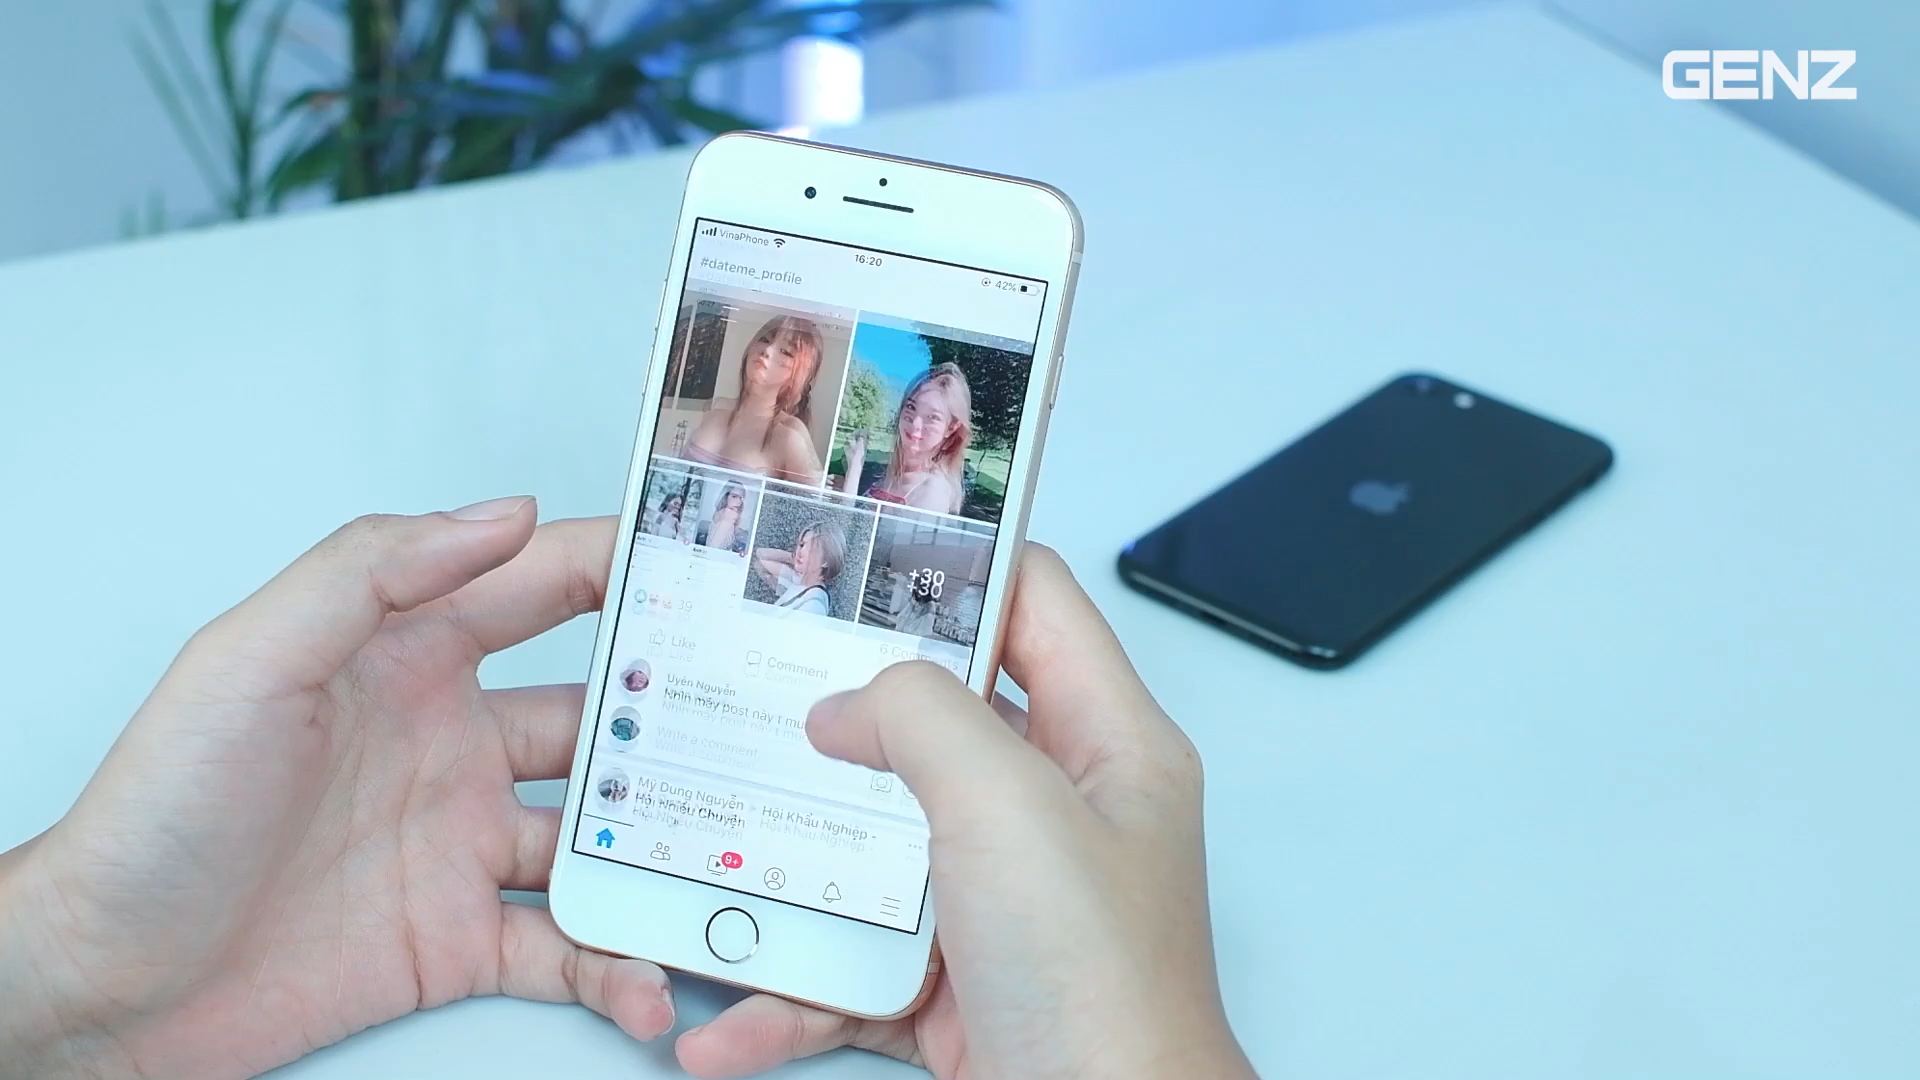 GENZ
VinaPhone
16:20
42%
#dateme_profile
+30
39
6 Comments
Like
Comment
Uyên Nguyễn
Nhìn mấy post này t
Write a comment
Mỹ Dung Nguyễn
Hội Khẩu Nghiệp -
Hội Nhiều Chuyện
9+